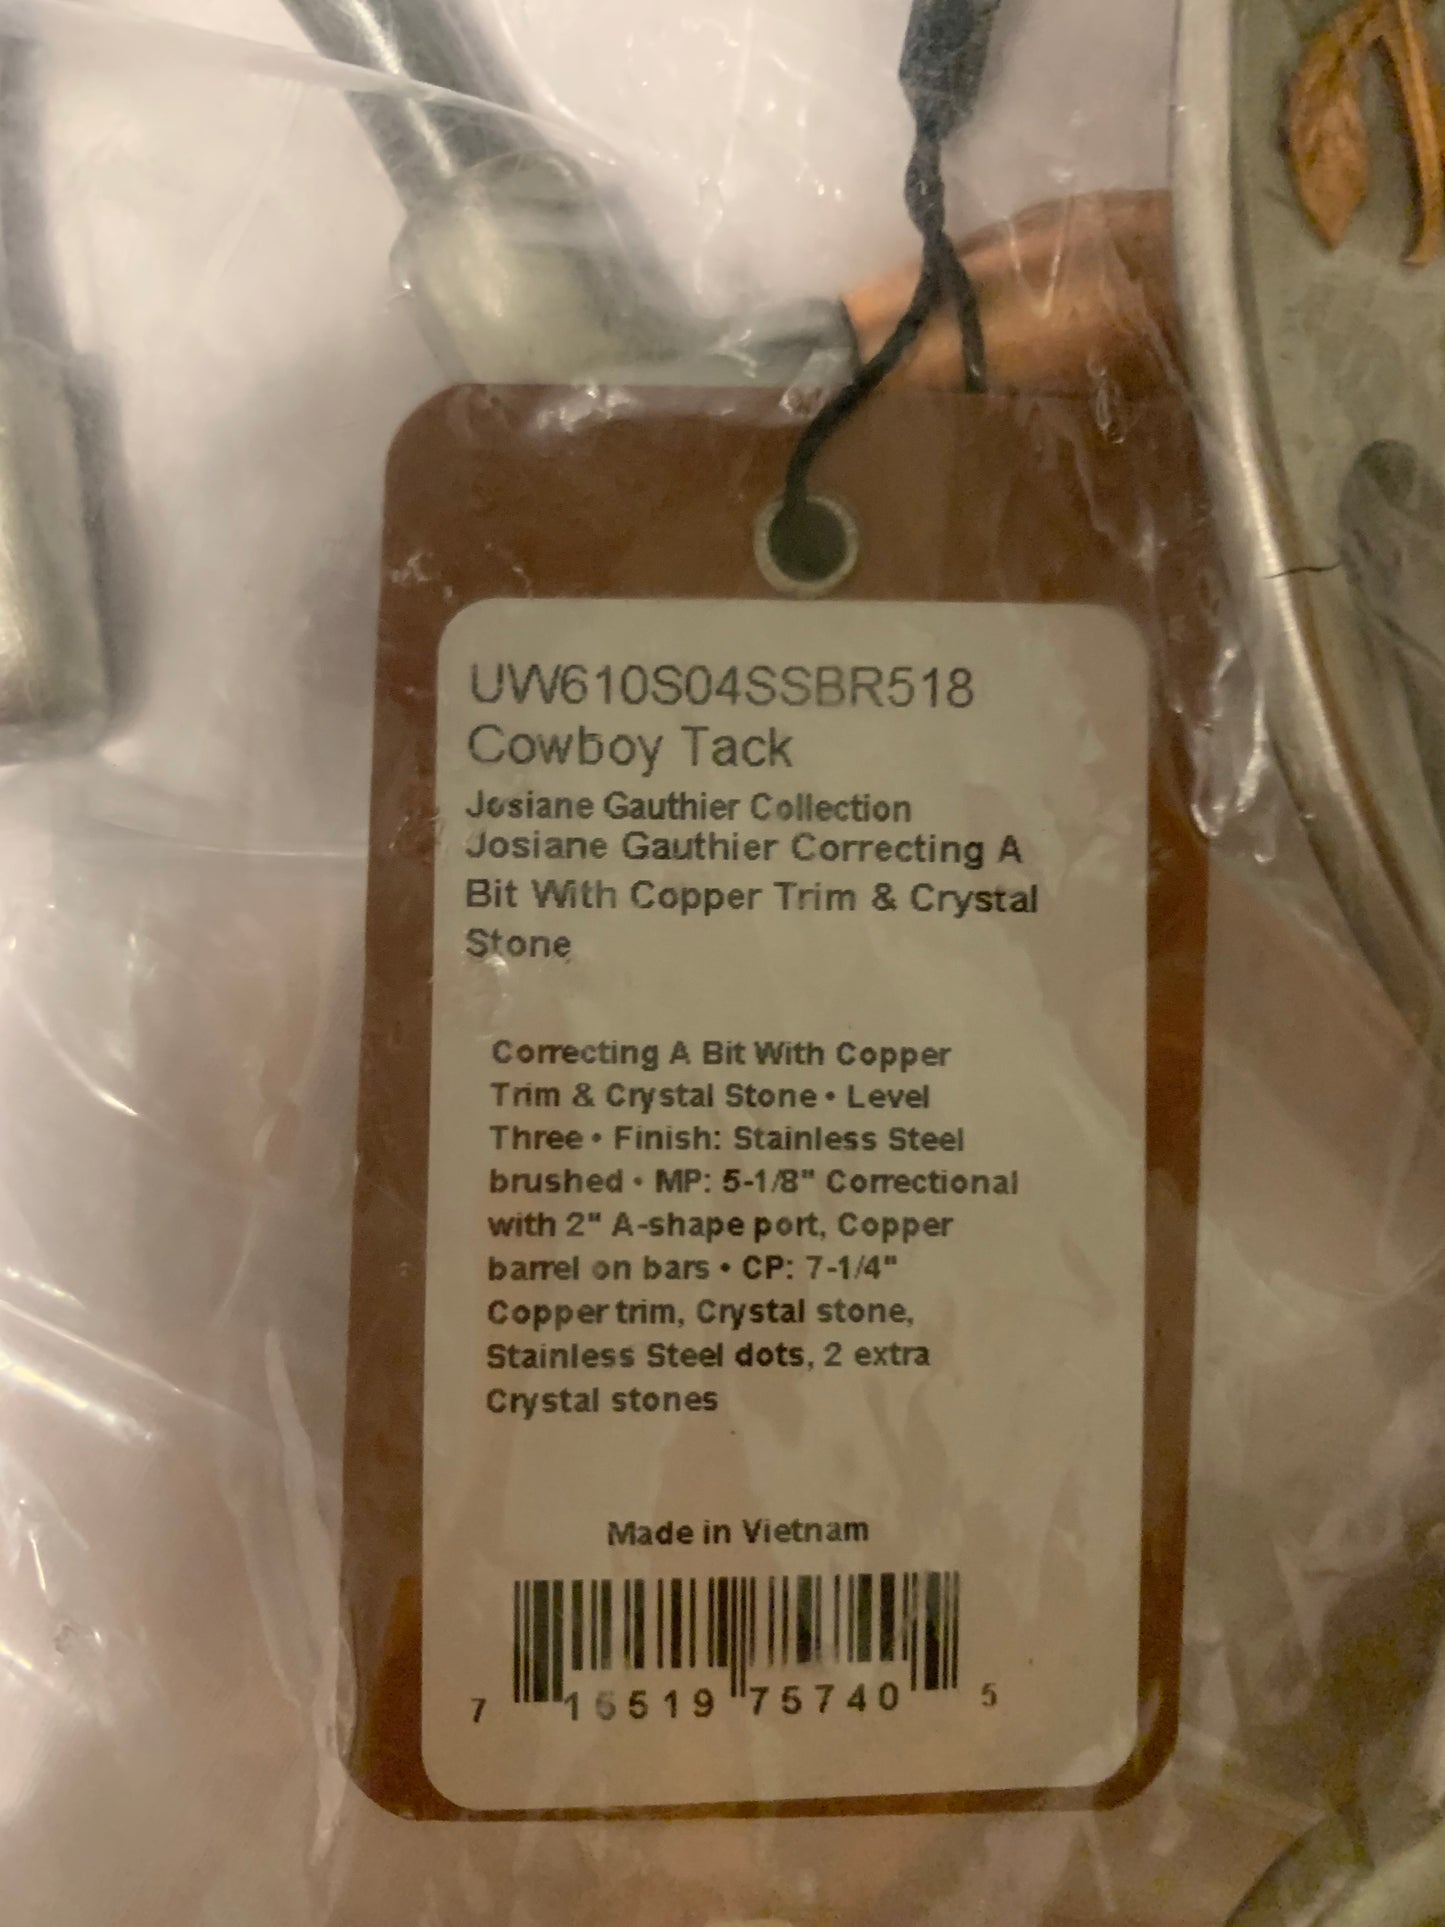 UW610S04SSBR518
Cowboy Tack
Josiane Gauthier Collection
Josiane Gauthier Correcting A
Bit With Copper Trim & Crystal
Stone
Correcting A Bit With Copper
Trim & Crystal Stone • Level
Three • Finish: Stainless Steel
brushed • MP: 5-1/8" Correctional
with 2" A-shape port, Copper
barrel on bars • CP: 7-1/4"
Copper trim, Crystal stone,
Stainless Steel dots, 2 extra
Crystal stones
Made in Vietnam
7 15519 75740 5